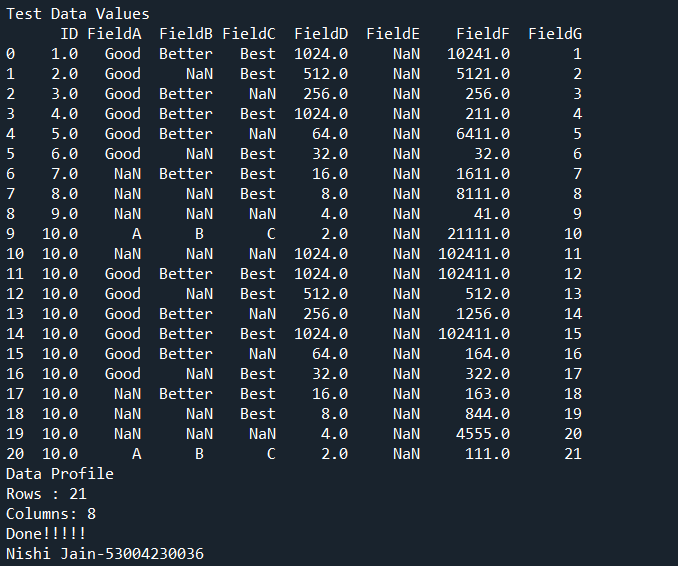 Test Data Values
      ID FieldA  FieldB FieldC  FieldD  FieldE    FieldF  FieldG
0    1.0   Good  Better   Best  1024.0     NaN   10241.0       1
1    2.0   Good     NaN   Best   512.0     NaN    5121.0       2
2    3.0   Good  Better    NaN   256.0     NaN     256.0       3
3    4.0   Good  Better   Best  1024.0     NaN     211.0       4
4    5.0   Good  Better    NaN    64.0     NaN    6411.0       5
5    6.0   Good     NaN   Best    32.0     NaN      32.0       6
6    7.0    NaN  Better   Best    16.0     NaN    1611.0       7
7    8.0    NaN     NaN   Best     8.0     NaN    8111.0       8
8    9.0    NaN     NaN    NaN     4.0     NaN      41.0       9
9   10.0      A       B      C     2.0     NaN   21111.0      10
10  10.0    NaN     NaN    NaN  1024.0     NaN  102411.0      11
11  10.0   Good  Better   Best  1024.0     NaN  102411.0      12
12  10.0   Good     NaN   Best   512.0     NaN     512.0      13
13  10.0   Good  Better    NaN   256.0     NaN    1256.0      14
14  10.0   Good  Better   Best  1024.0     NaN  102411.0      15
15  10.0   Good  Better    NaN    64.0     NaN     164.0      16
16  10.0   Good     NaN   Best    32.0     NaN     322.0      17
17  10.0    NaN  Better   Best    16.0     NaN     163.0      18
18  10.0    NaN     NaN   Best     8.0     NaN     844.0      19
19  10.0    NaN     NaN    NaN     4.0     NaN    4555.0      20
20  10.0      A       B      C     2.0     NaN     111.0      21
Data Profile
Rows : 21
Columns: 8
Done!!!!!
Nishi Jain-53004230036